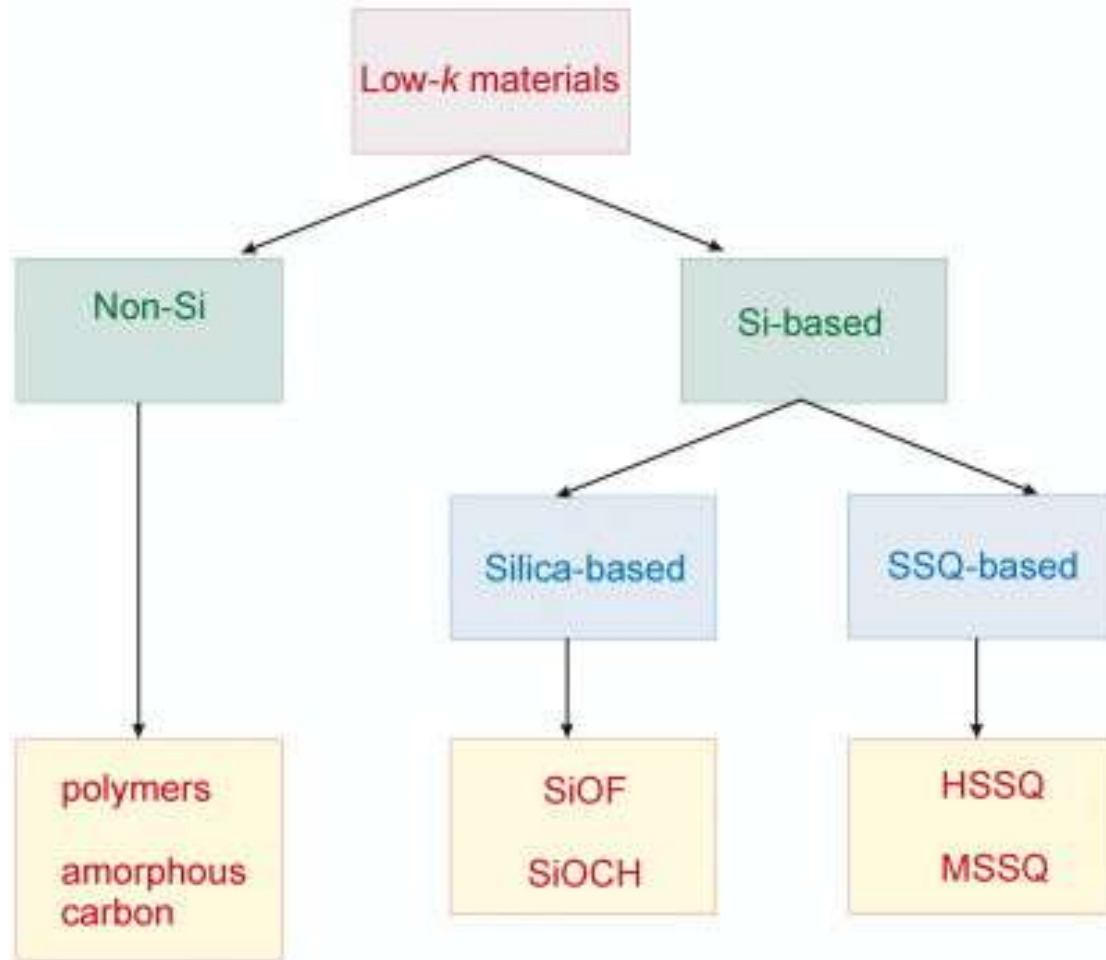 Low-k materials
Non-Si
Si-based
Silica-based
SSQ-based
polymers
amorphous
carbon
SiOF
SiOCH
HSSQ
MSSQ